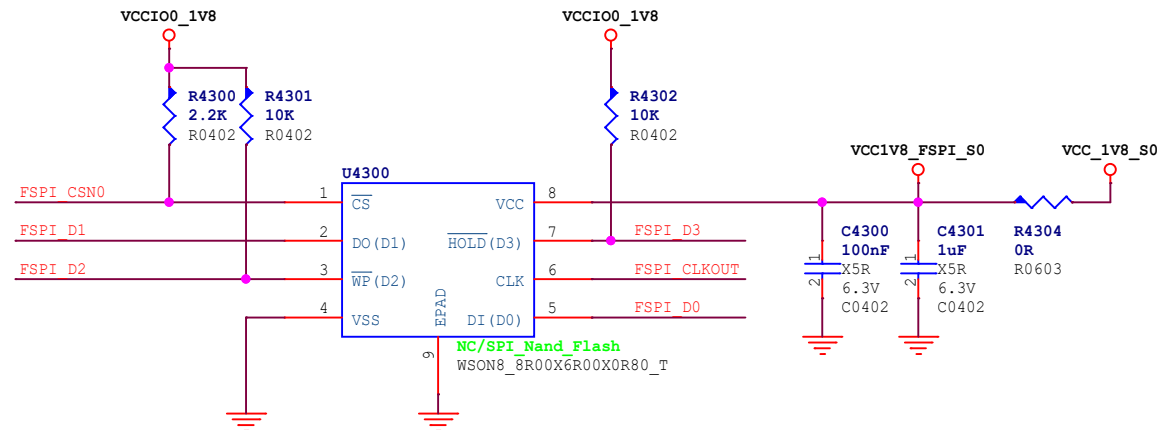 VCCIO0_1V8
VCCIO0_1V8
R4300
2.2K
R0402
R4301
10K
R0402
R4302
10K
R0402
VCC1V8_FSPI_S0
VCC_1V8_S0
U4300
FSPI_CSN0
1
CS
VCC
8
FSPI_D1
2
DO(D1)
HOLD(D3)
7
FSPI_D3
FSPI_D2
3
WP(D2)
CLK
6
FSPI_CLKOUT
4
VSS
EPAD
DI(D0)
5
FSPI_D0
9
NC/SPI_Nand_Flash
WSON8_8R00X6R00X0R80_T
C4300
100nF
X5R
6.3V
C0402
1
2
C4301
1uF
X5R
6.3V
C0402
1
2
R4304
0R
R0603